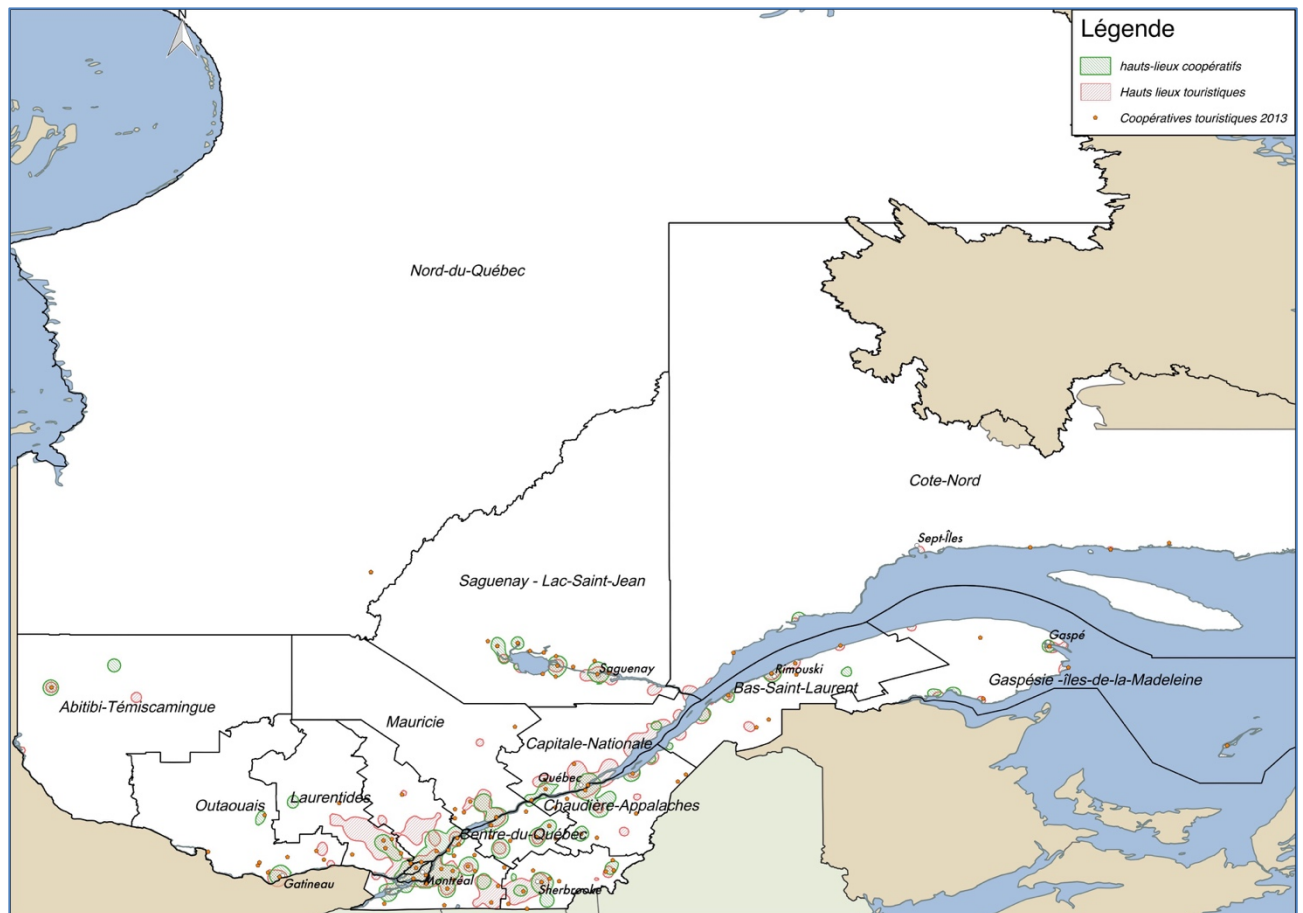 N
Légende
hauts-lieux coopératifs
Hauts lieux touristiques
Coopératives touristiques 2013
Nord-du-Québec
Cote-Nord
Sept-Îles
Saguenay - Lac-Saint-Jean
Gaspé
Saguenay
Rimouski
Gaspésie -îles-de-la-Madeleine
Bas-Saint-Laurent
Abitibi-Témiscamingue
Mauricie
Capitale-Nationale
Québec
Laurentides
Outaouais
Chaudière-Appalaches
Centre-du-Québec
Gatineau
Montréal
Sherbrooke